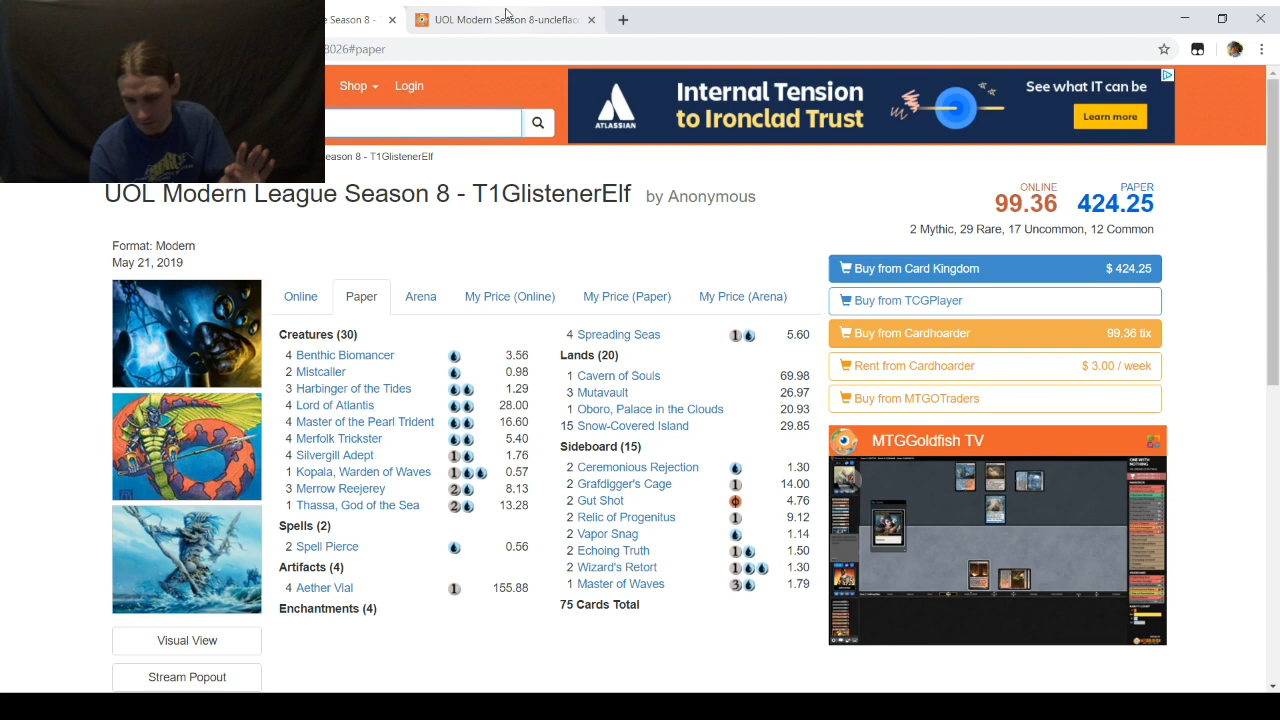 e Season 8 -
UOL Modern Season 8-uncleflacc
8026#paper
Shop
Login
ATLASSIAN
Internal Tension
to Ironclad Trust
See what IT can be
Learn more
eason 8 - T1GlistenerElf
UOL Modern League Season 8 - T1GlistenerElf by Anonymous
ONLINE
99.36
PAPER
424.25
2 Mythic, 29 Rare, 17 Uncommon, 12 Common
Format: Modern
May 21, 2019
Online
Paper
Arena
My Price (Online)
My Price (Paper)
My Price (Arena)
Creatures (30)
4 Benthic Biomancer 3.56
2 Mistcaller 0.98
3 Harbinger of the Tides 1.29
4 Lord of Atlantis 28.00
4 Master of the Pearl Trident 16.60
4 Merfolk Trickster 5.40
4 Silvergill Adept 1 1.76
1 Kopala, Warden of Waves 1 0.57
3 Merrow Reejerey 2 8.13
1 Thassa, God of the Sea 2 13.28
Spells (2)
2 Spell Pierce 0.56
Artifacts (4)
4 Aether Vial 1 155.88
Enchantments (4)
4 Spreading Seas 1 5.60
Lands (20)
1 Cavern of Souls 69.98
3 Mutavault 26.97
1 Oboro, Palace in the Clouds 20.93
15 Snow-Covered Island 29.85
Sideboard (15)
2 Ceremonious Rejection 1.30
2 Grafdigger's Cage 1 14.00
2 Gut Shot 4.76
2 Relic of Progenitus 1 9.12
2 Vapor Snag 1.14
2 Echoing Truth 1 1.50
2 Wizard's Retort 1 1.30
1 Master of Waves 3 1.79
75 Cards Total
Buy from Card Kingdom $ 424.25
Buy from TCGPlayer
Buy from Cardhoarder 99.36 tix
Rent from Cardhoarder $ 3.00 / week
Buy from MTGOTraders
MTGGoldfish TV
Visual View
Stream Popout